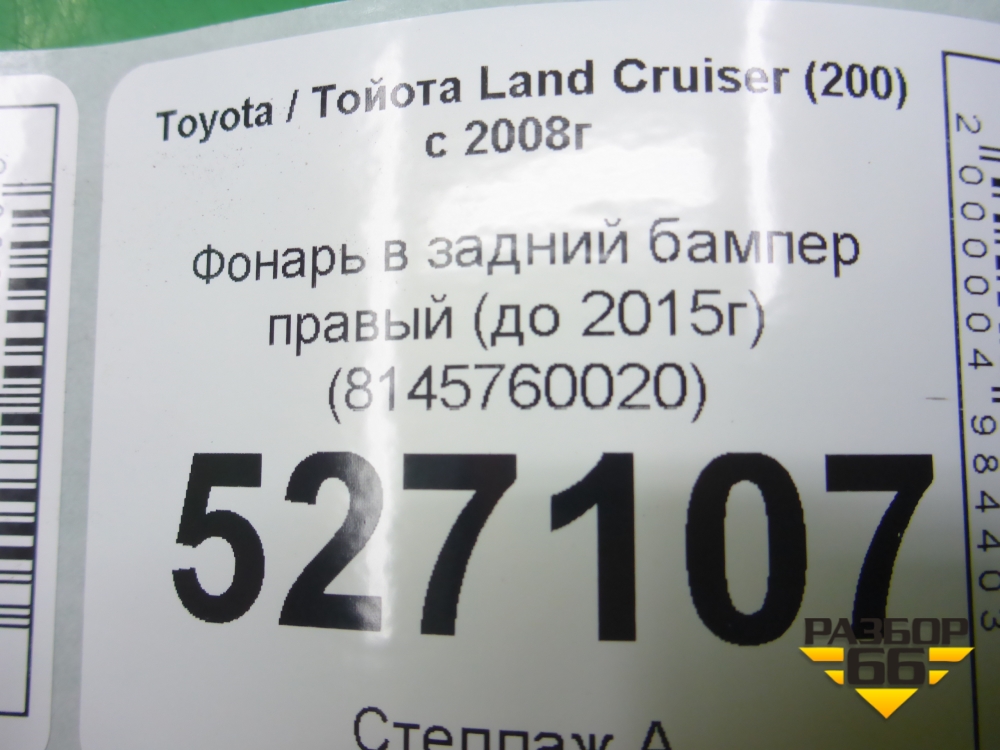 Toyota / Тойота Land Cruiser (200)
с 2008г
Фонарь в задний бампер
правый (до 2015г)
(8145760020)
527107
Стеллаж А
2000004984403
РАЗБОР
66